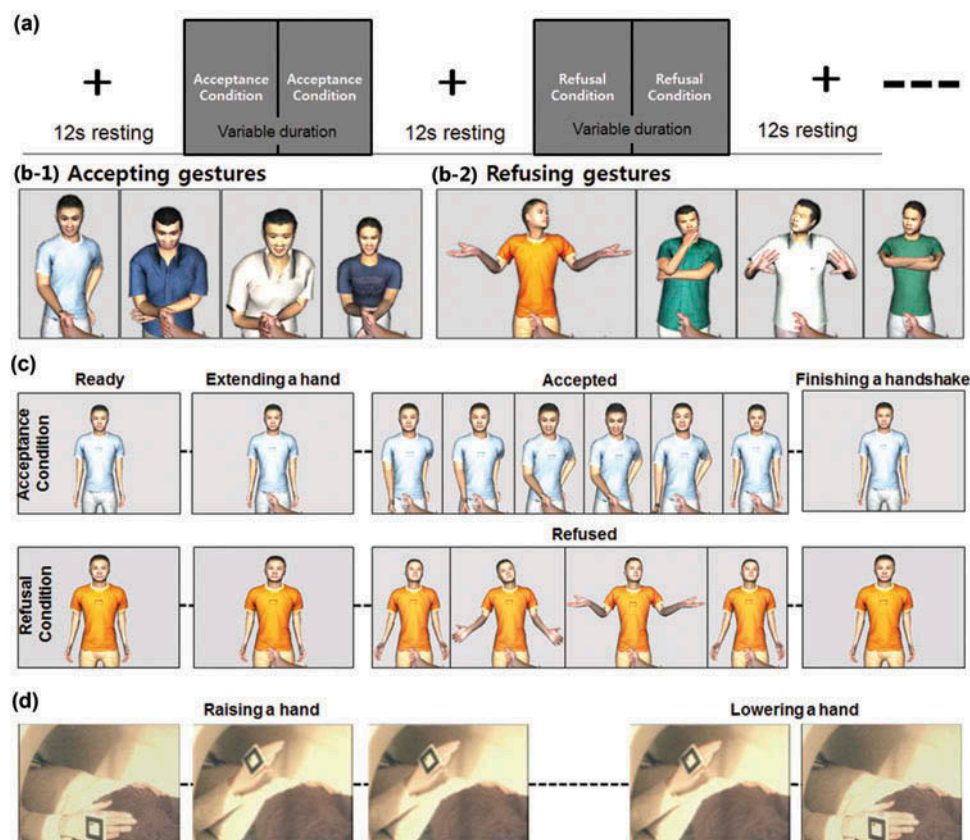 (a)
Acceptance Condition
Acceptance Condition
Refusal Condition
Refusal Condition
12s resting
Variable duration
12s resting
Variable duration
12s resting
(b-1) Accepting gestures
(b-2) Refusing gestures
(c)
Ready
Extending a hand
Accepted
Finishing a handshake
Acceptance Condition
Refused
Refusal Condition
(d)
Raising a hand
Lowering a hand